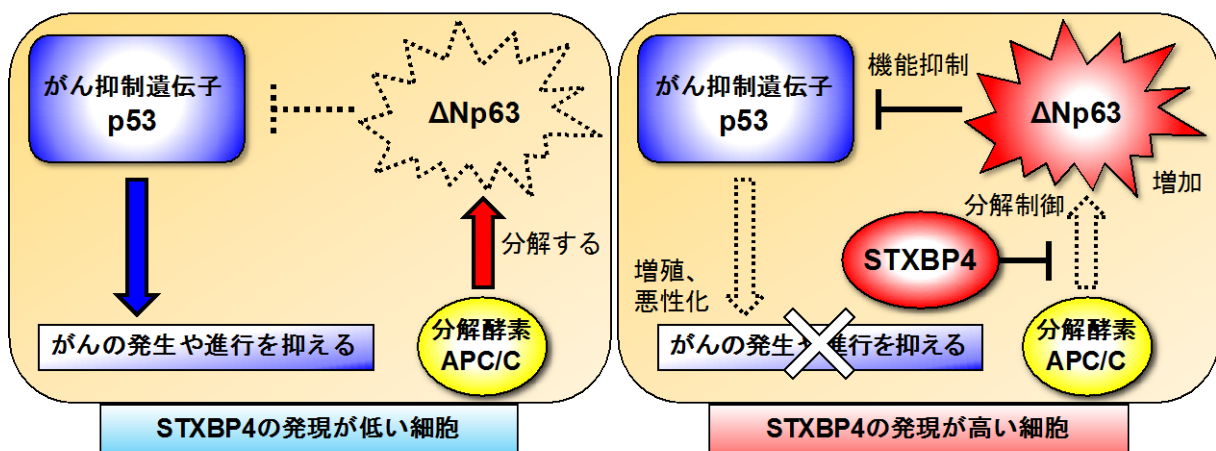 がん抑制遺伝子
p53
ΔNp63
分解する
がんの発生や進行を抑える
分解酵素
APC/C
STXBP4の発現が低い細胞
がん抑制遺伝子
p53
機能抑制
ΔNp63
増加
分解制御
STXBP4
増殖、
悪性化
がんの発生や進行を抑える
分解酵素
APC/C
STXBP4の発現が高い細胞